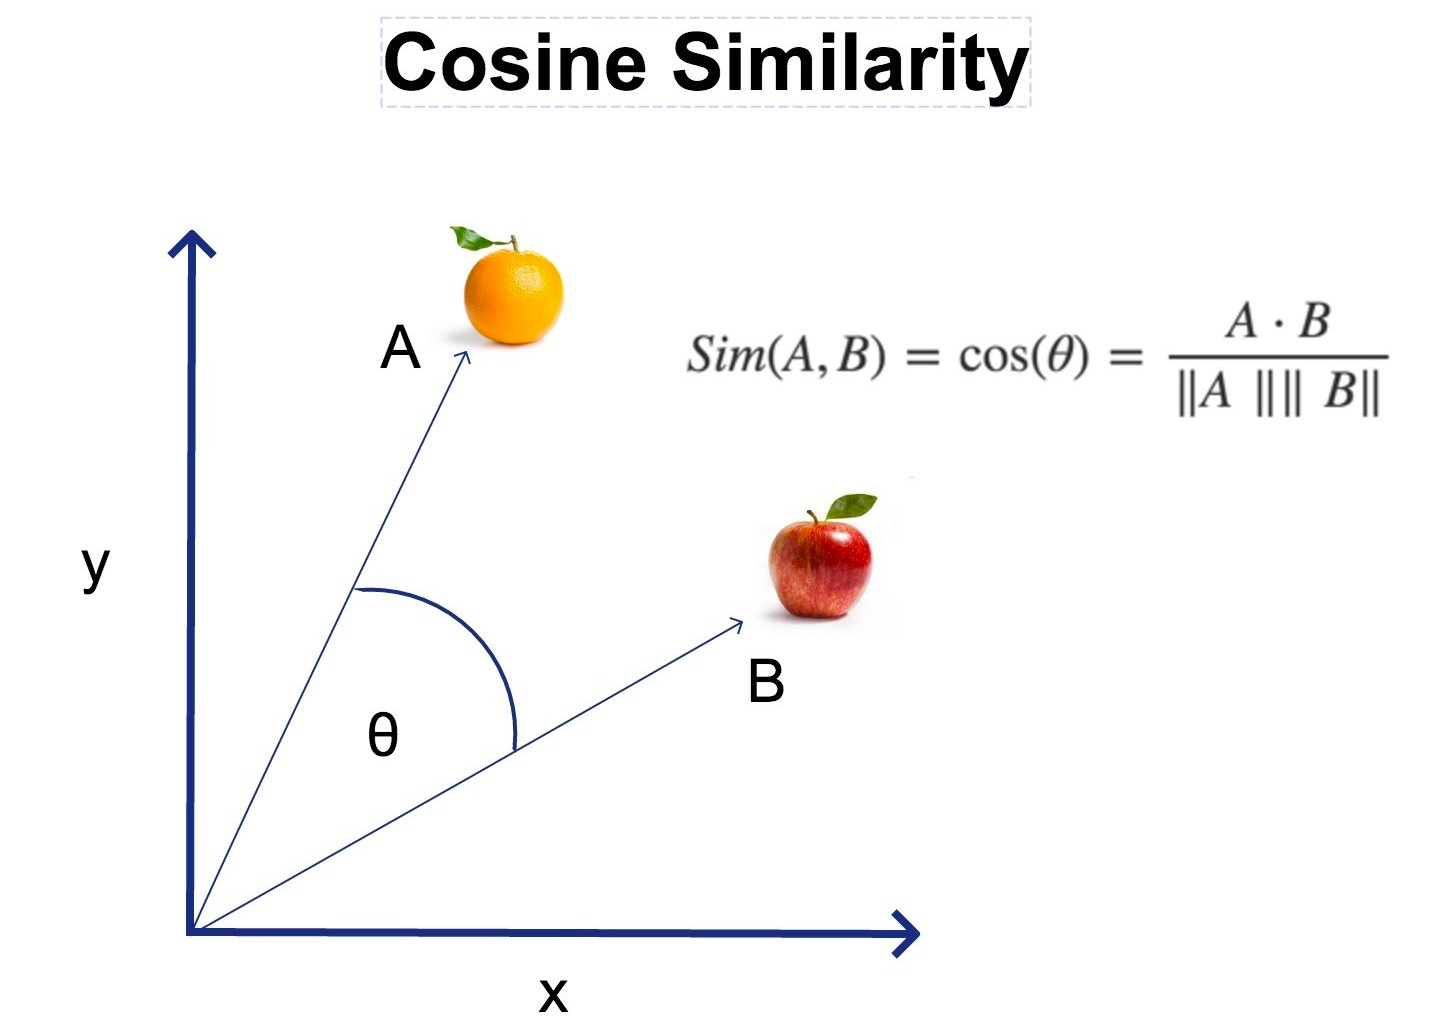 Cosine Similarity
A
Sim(A, B) = cos(θ) = A · B / ‖A ‖‖ B‖
y
B
θ
x